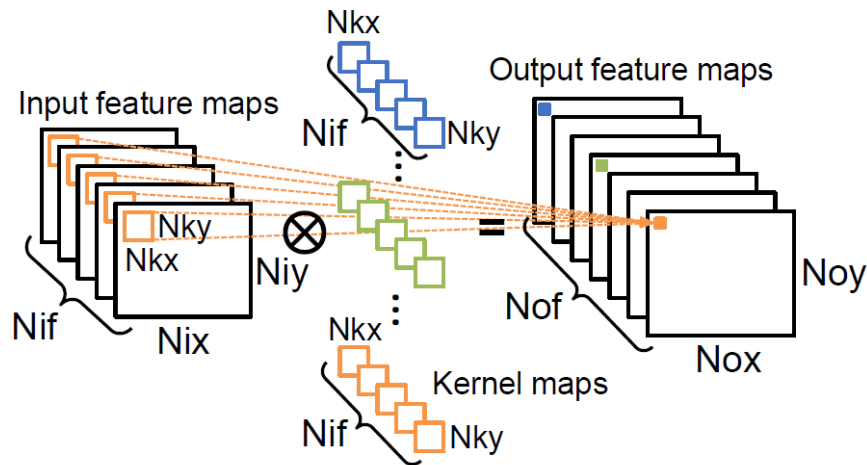 Nkx
Input feature maps
Output feature maps
Nif
Nky
...
Nky
Nkx
Niy
Nif
Nix
=
Noy
Nof
Nox
...
Nkx
Kernel maps
Nif
Nky